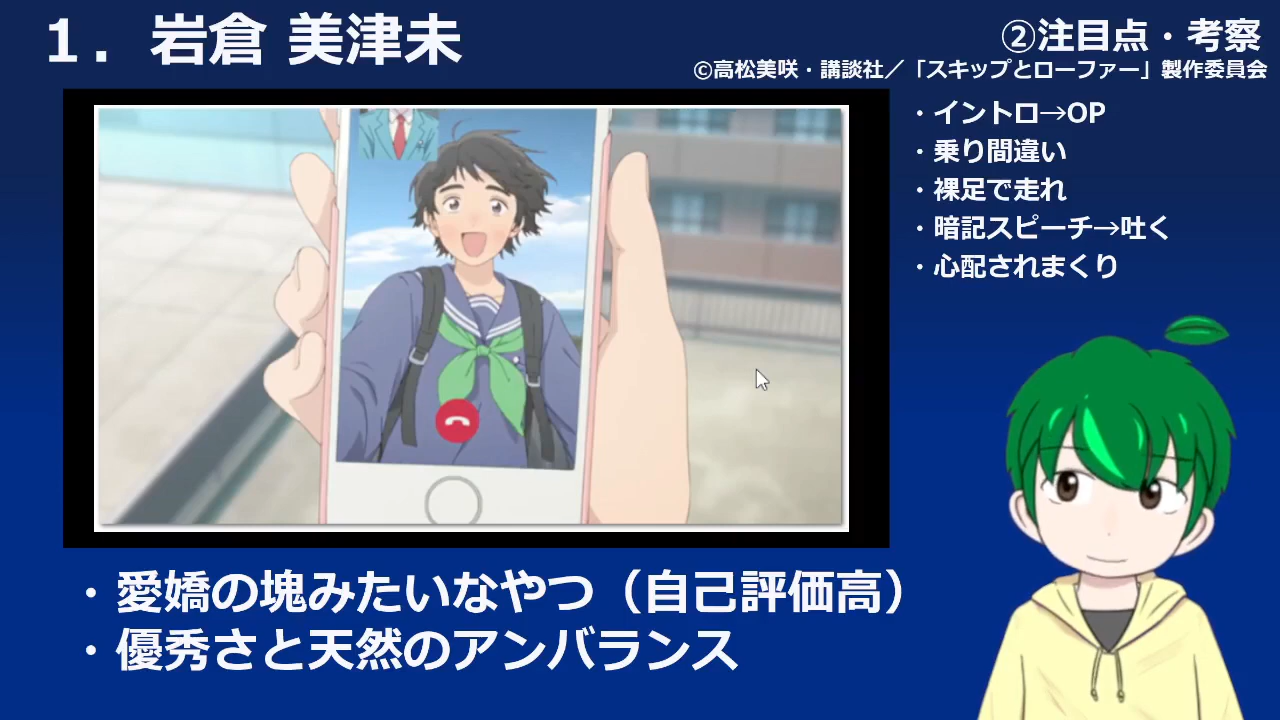 1．岩倉 美津未
②注目点・考察
©高松美咲・講談社／「スキップとローファー」製作委員会
・イントロ→OP
・乗り間違い
・裸足で走れ
・暗記スピーチ→吐く
・心配されまくり
・愛嬌の塊みたいなやつ（自己評価高）
・優秀さと天然のアンバランス